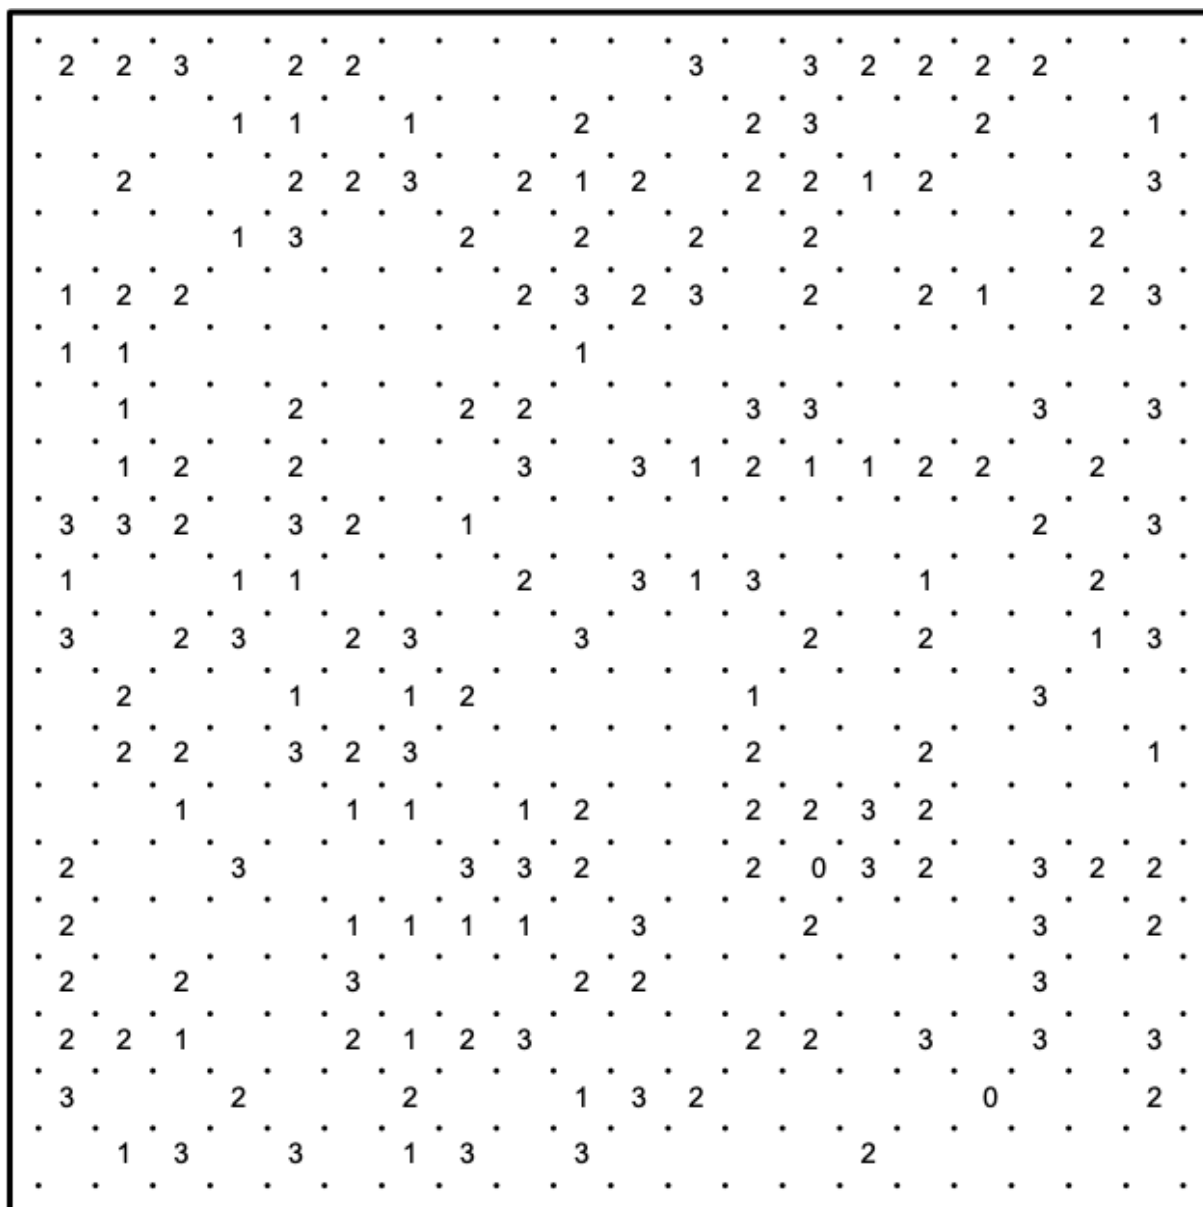 2 2 3 2 2 3 3 2 2 2 2
1 1 1 2 2 3 2 1
2 2 2 3 2 1 2 2 2 1 2 3
1 3 2 2 2 2 2
1 2 2 2 3 2 3 2 2 1 2 3
1 1 1
1 2 2 2 3 3 3 3
1 2 2 3 3 1 2 1 1 2 2 2
3 3 2 3 2 1 2 3
1 1 1 2 3 1 3 1 2
3 2 3 2 3 3 2 2 1 3
2 1 1 2 1 3
2 2 3 2 3 2 2 1
1 1 1 1 2 2 2 3 2
2 3 3 3 2 2 0 3 2 3 2 2
2 1 1 1 1 3 2 3 2
2 2 3 2 2 3
2 2 1 2 1 2 3 2 2 3 3 3
3 2 2 1 3 2 0 2
1 3 3 1 3 3 2